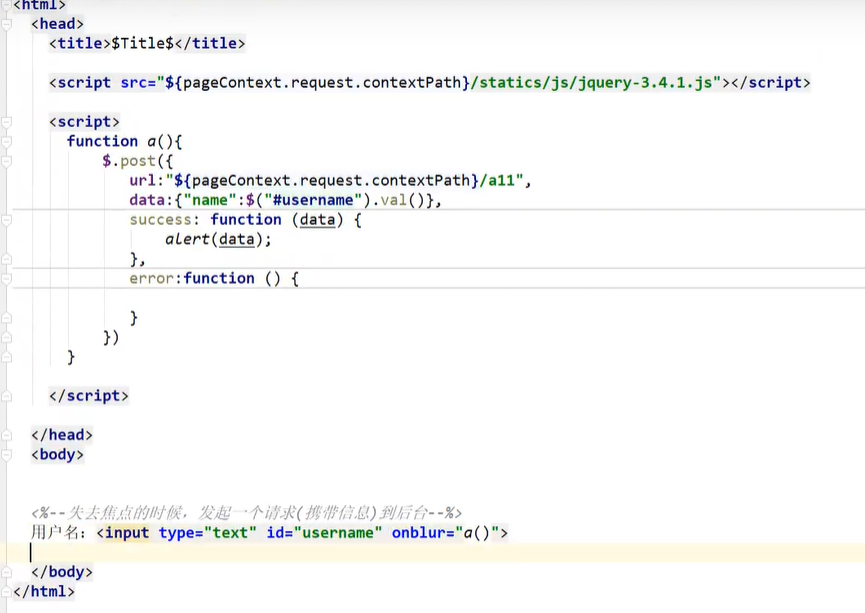 <html>
<head>
<title>$Title$</title>
<script src="${pageContext.request.contextPath}/statics/js/jquery-3.4.1.js"></script>
<script>
function a(){
$.post({
url:"${pageContext.request.contextPath}/a11",
data:{"name":$("#username").val()},
success: function (data) {
alert(data);
},
error:function () {
}
})
}
</script>
</head>
<body>
<%--失去焦点的时候，发起一个请求(携带信息)到后台--%>
用户名：<input type="text" id="username" onblur="a()">
</body>
</html>